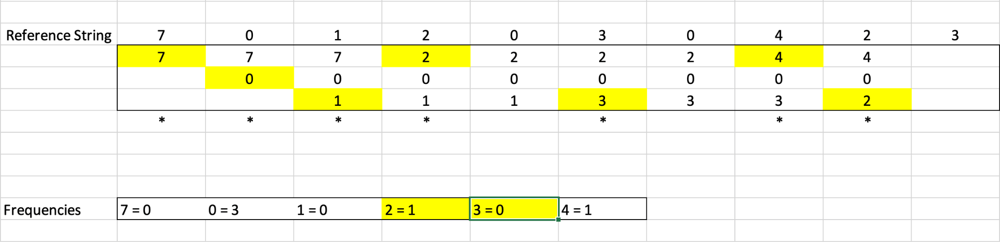 Reference String 7 0 1 2 0 3 0 4 2 3
7 7 7 2 2 2 2 4 4
0 0 0 0 0 0 0 0
1 1 1 3 3 3 2
* * * * * * *
Frequencies 7 = 0 0 = 3 1 = 0 2 = 1 3 = 0 4 = 1